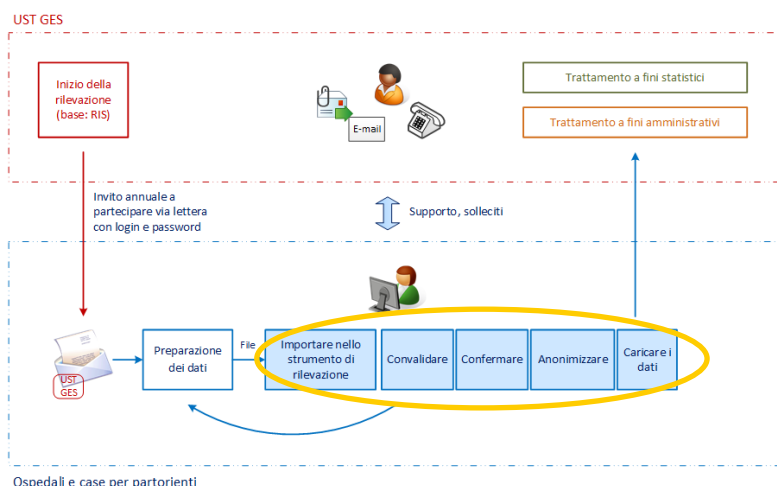 UST GES
Inizio della
rilevazione
(base: RIS)
E-mail
Trattamento a fini statistici
Trattamento a fini amministrativi
Invito annuale a
partecipare via lettera
con login e password
Supporto, solleciti
UST
GES
Preparazione
dei dati
File
Importare nello
strumento di
rilevazione
Convalidare
Confermare
Anonimizzare
Caricare i
dati
Ospedali e case per partorienti